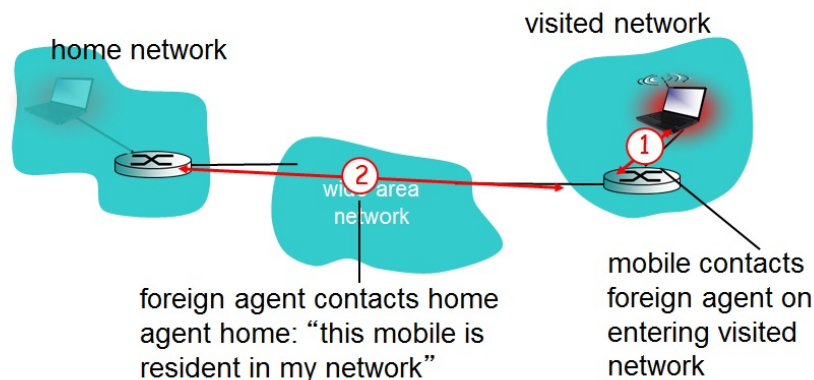 home network
visited network
1
2
wide area
network
foreign agent contacts home
agent home: “this mobile is
resident in my network”
mobile contacts
foreign agent on
entering visited
network